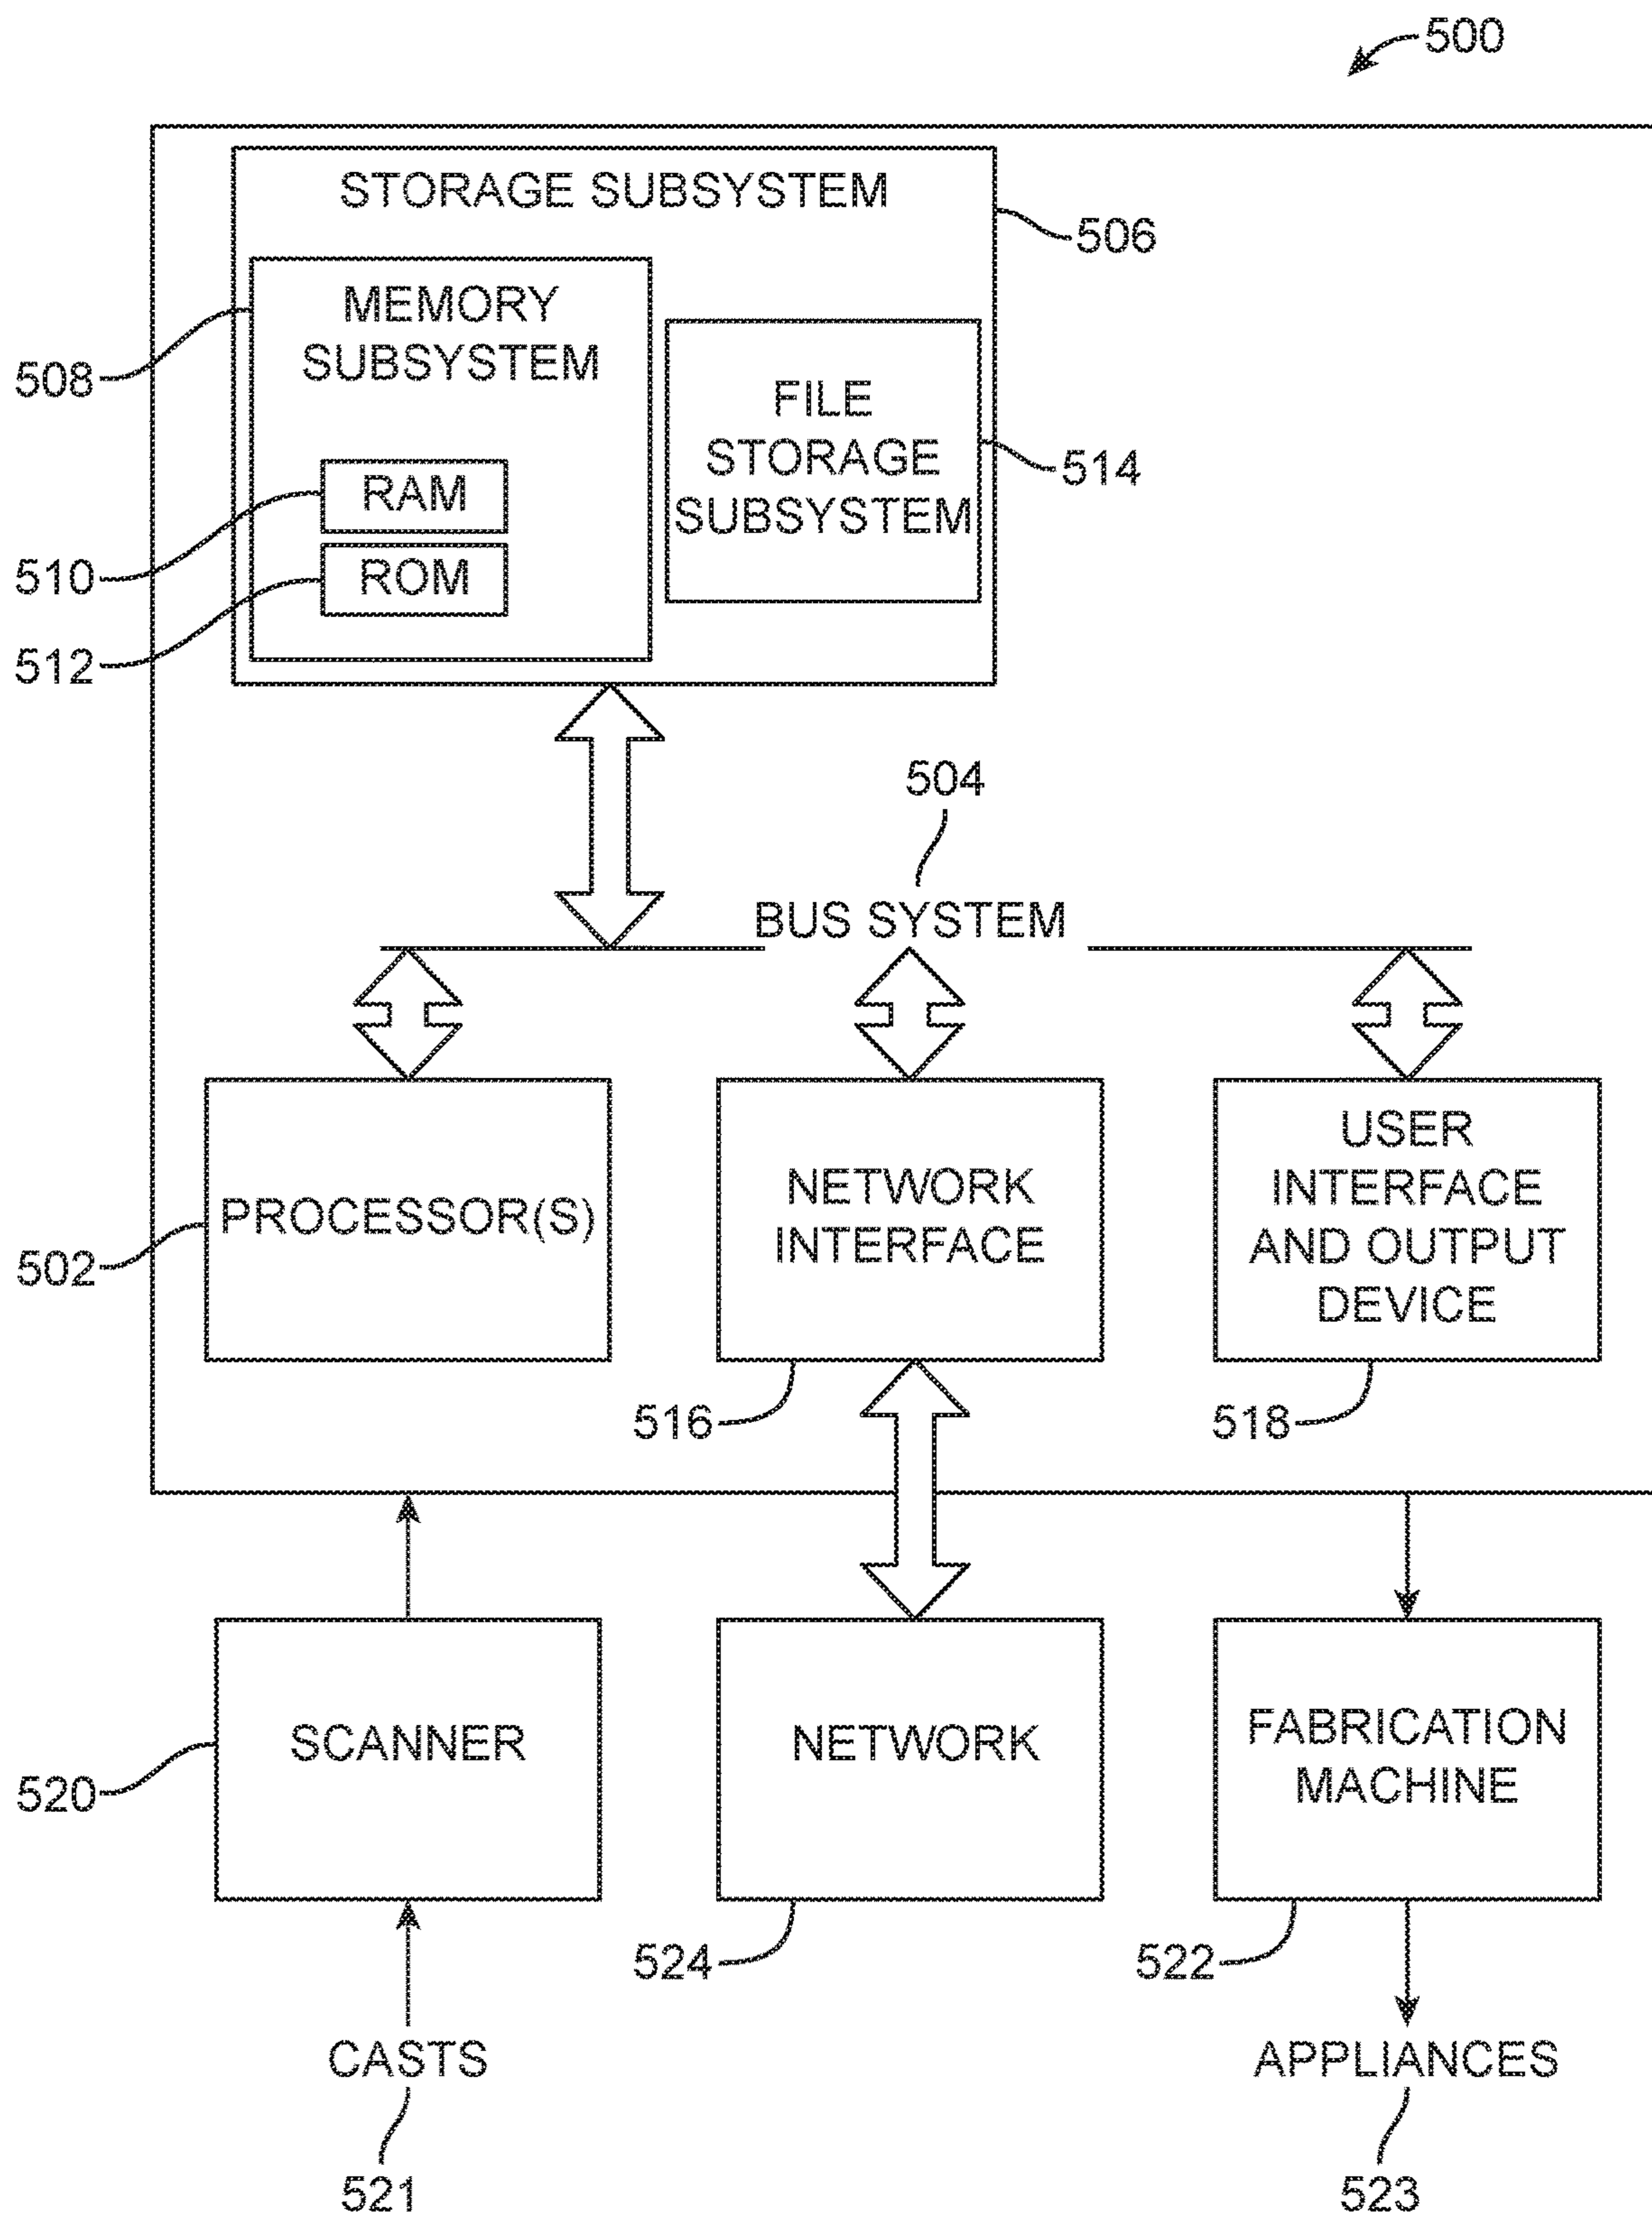 500
STORAGE SUBSYSTEM
506
MEMORY
SUBSYSTEM
508
FILE
STORAGE
SUBSYSTEM
514
RAM
510
ROM
512
504
BUS SYSTEM
PROCESSOR(S)
502
NETWORK
INTERFACE
516
USER
INTERFACE
AND OUTPUT
DEVICE
518
SCANNER
520
NETWORK
524
FABRICATION
MACHINE
522
CASTS
521
APPLIANCES
523